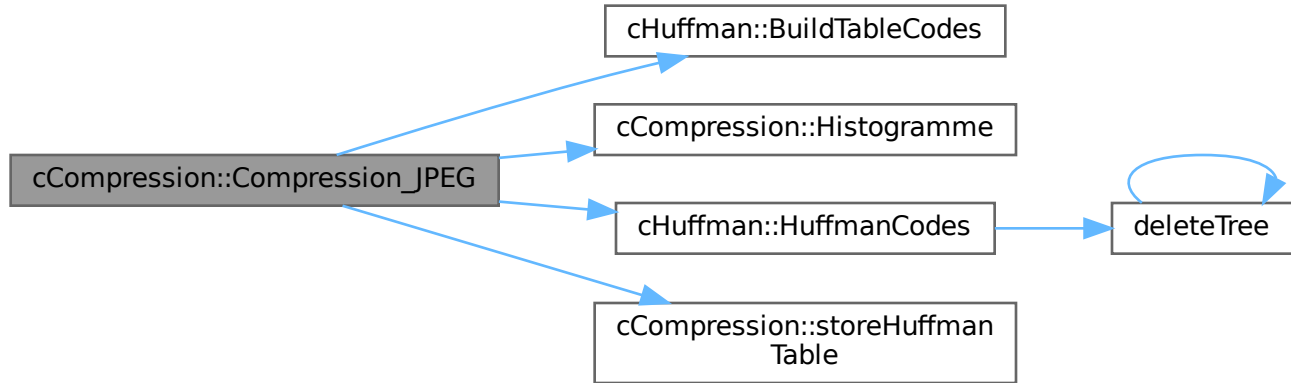 cHuffman::BuildTableCodes
cCompression::Histogramme
cCompression::Compression_JPEG
cHuffman::HuffmanCodes
deleteTree
cCompression::storeHuffman
Table